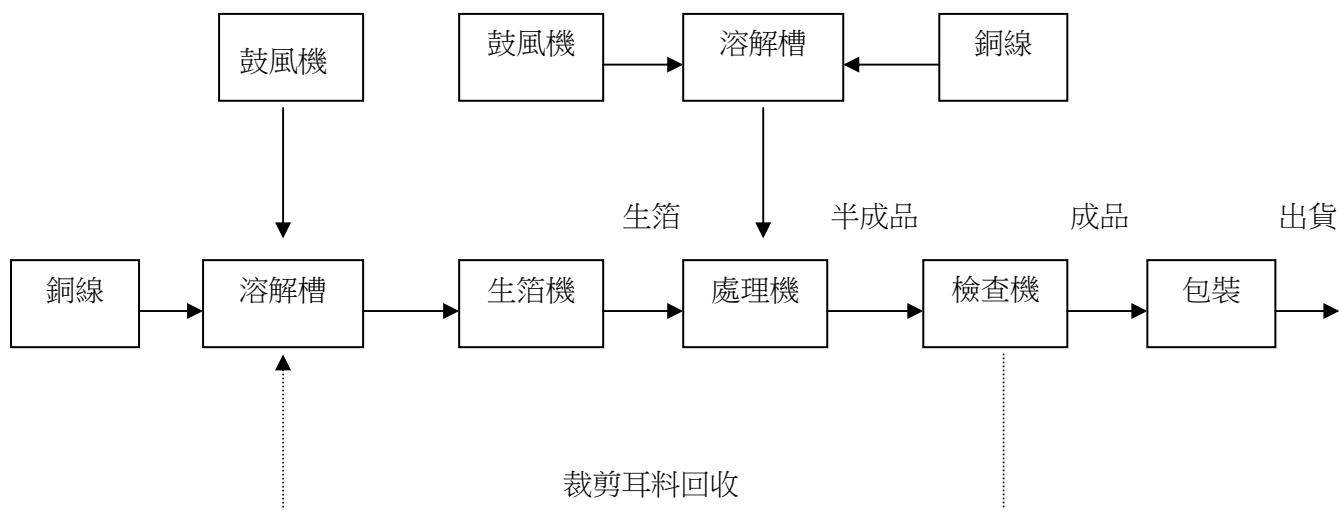 鼓風機
鼓風機
溶解槽
銅線
生箔
半成品
成品
出貨
銅線
溶解槽
生箔機
處理機
檢查機
包裝
裁剪耳料回收